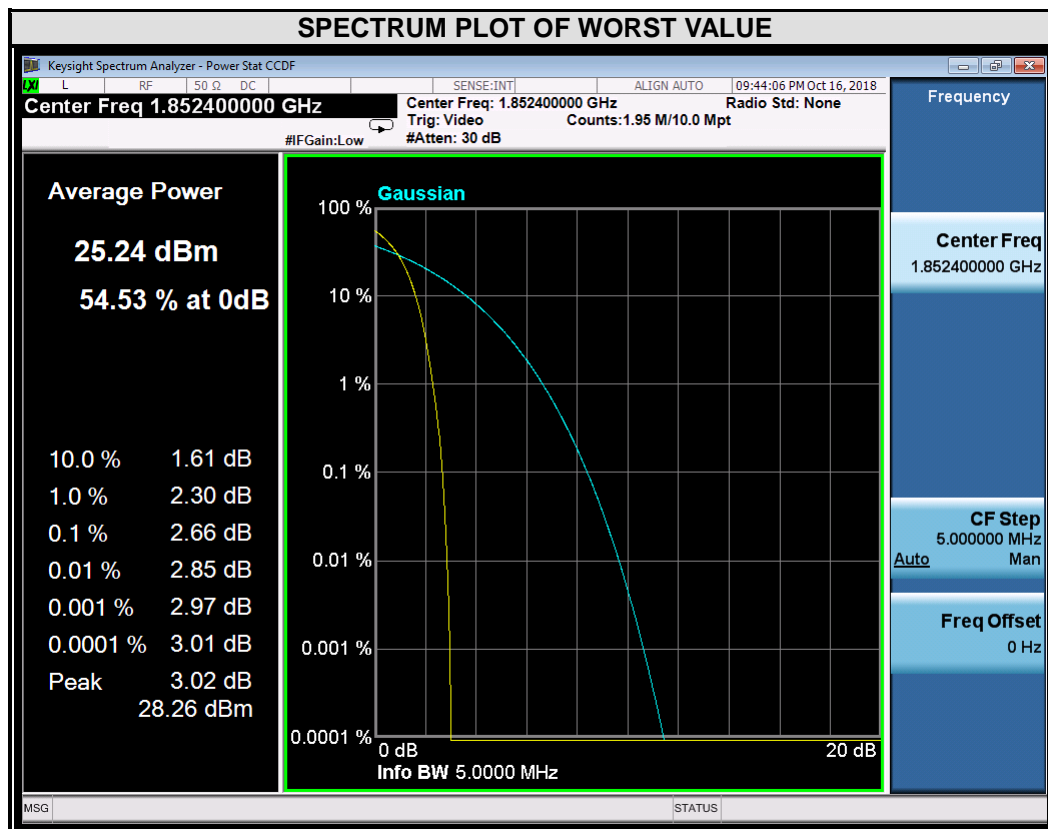 SPECTRUM PLOT OF WORST VALUE
Keysight Spectrum Analyzer - Power Stat CCDF
LXI L RF 50 Ω DC SENSE:INT ALIGN AUTO 09:44:06 PM Oct 16, 2018
Center Freq 1.852400000 GHz
Center Freq: 1.852400000 GHz Radio Std: None
Trig: Video Counts:1.95 M/10.0 Mpt
#IFGain:Low #Atten: 30 dB
Average Power
25.24 dBm
54.53 % at 0dB
10.0 % 1.61 dB
1.0 % 2.30 dB
0.1 % 2.66 dB
0.01 % 2.85 dB
0.001 % 2.97 dB
0.0001 % 3.01 dB
Peak 3.02 dB
28.26 dBm
Gaussian
100 %
10 %
1 %
0.1 %
0.01 %
0.001 %
0.0001 %
0 dB 20 dB
Info BW 5.0000 MHz
Frequency
Center Freq
1.852400000 GHz
CF Step
5.000000 MHz
Auto Man
Freq Offset
0 Hz
MSG STATUS